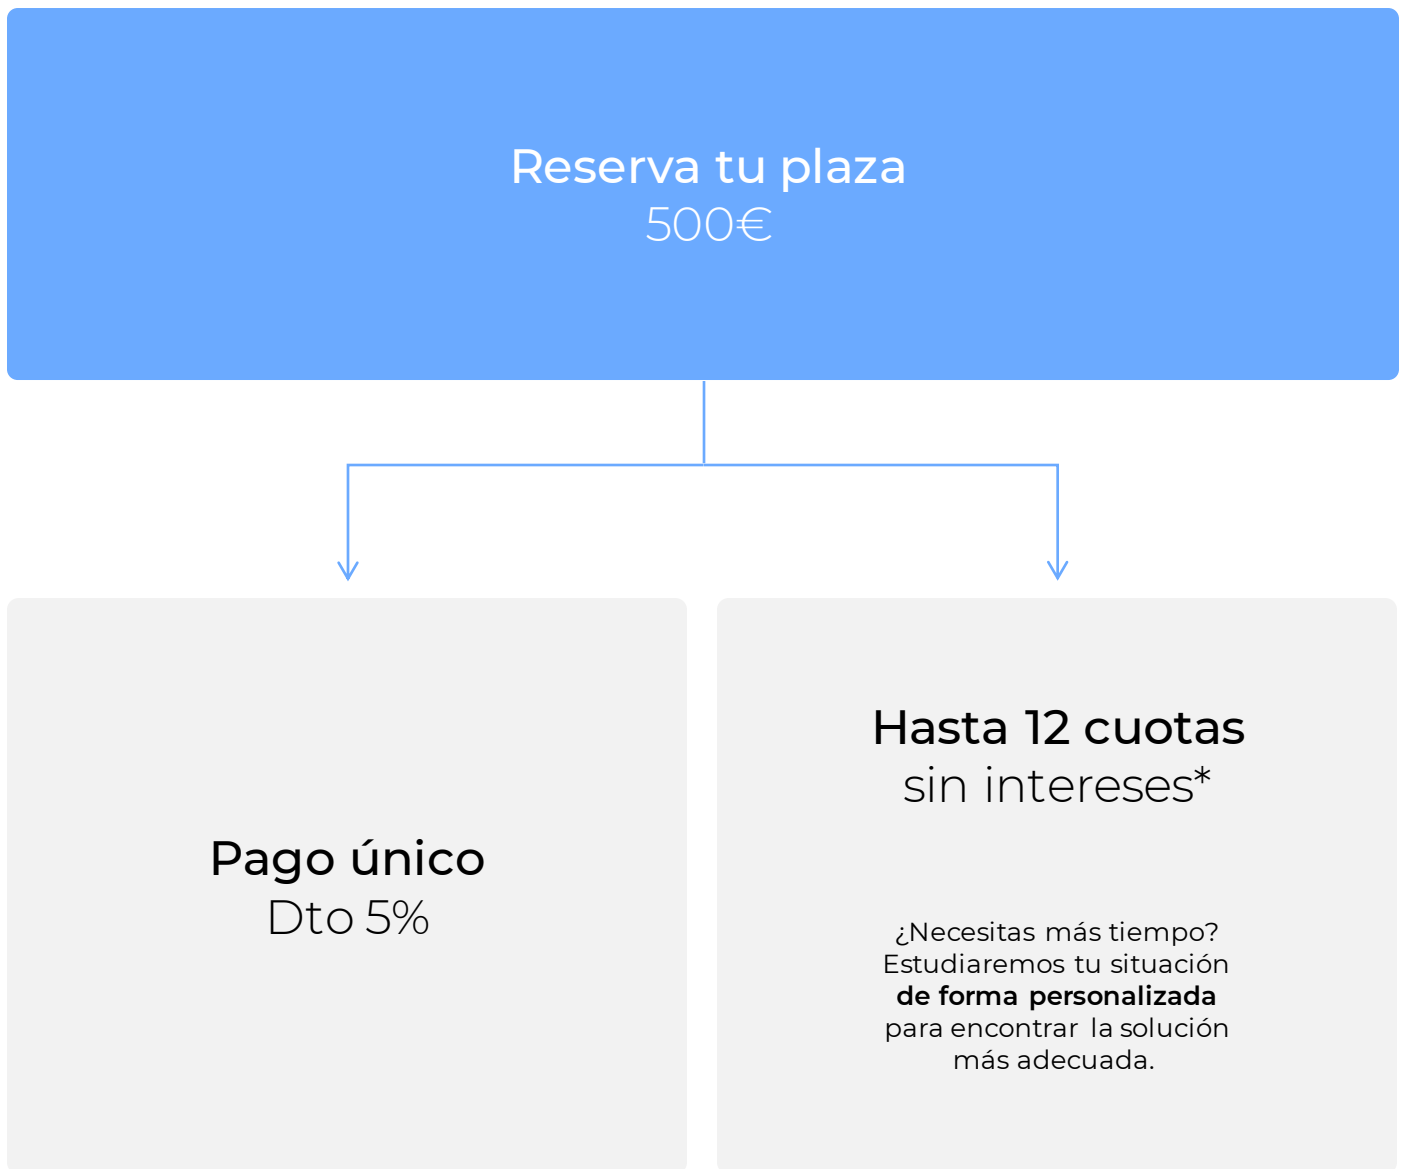 Reserva tu plaza
500€
Pago único
Dto 5%
Hasta 12 cuotas
sin intereses*
¿Necesitas más tiempo?
Estudiaremos tu situación
de forma personalizada
para encontrar la solución
más adecuada.